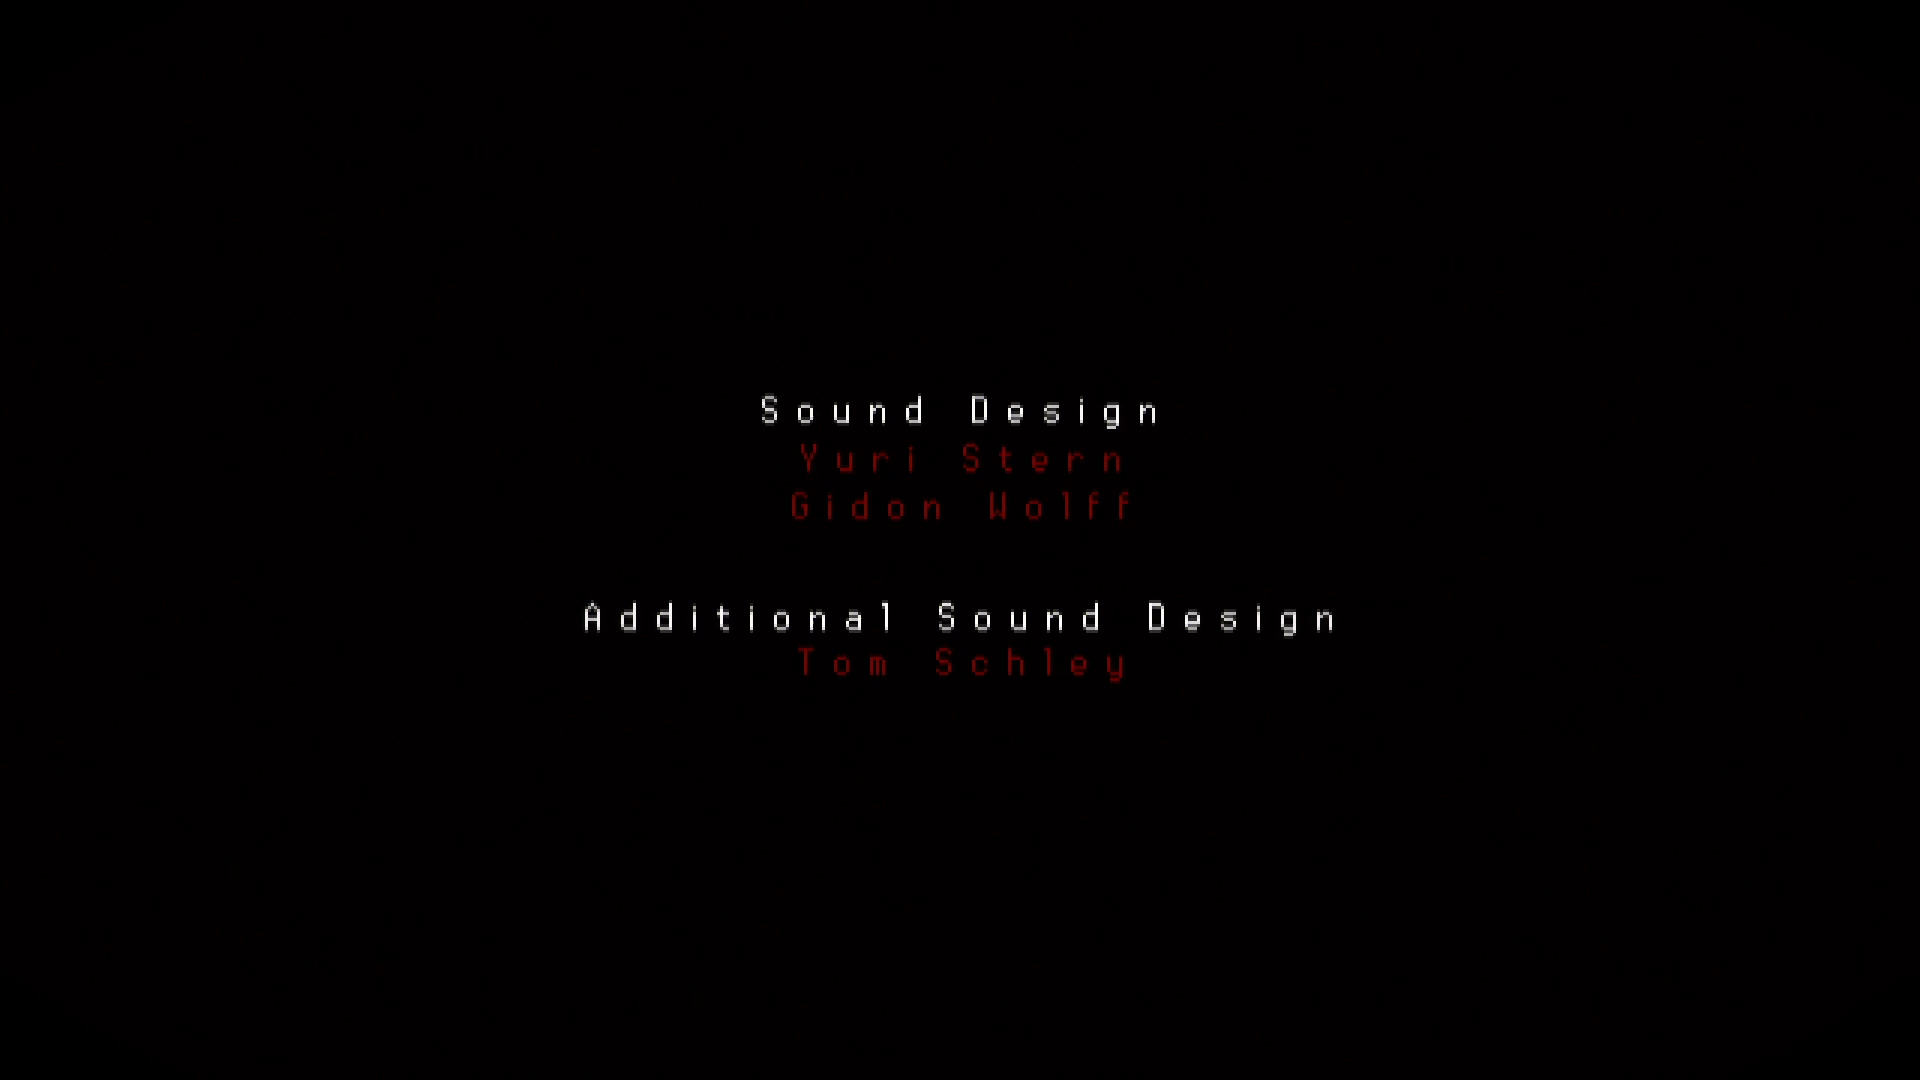 Sound Design
Yuri Stern
Gidon Wolff
Additional Sound Design
Tom Schley